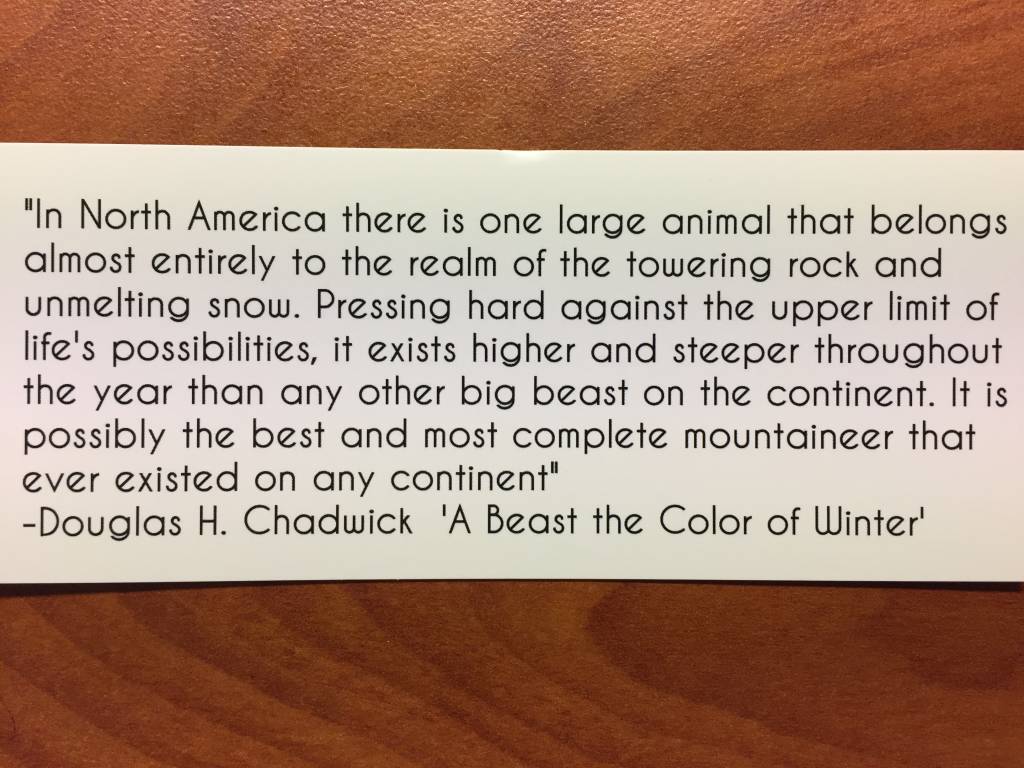 "In North America there is one large animal that belongs
almost entirely to the realm of the towering rock and
unmelting snow. Pressing hard against the upper limit of
life's possibilities, it exists higher and steeper throughout
the year than any other big beast on the continent. It is
possibly the best and most complete mountaineer that
ever existed on any continent"
-Douglas H. Chadwick 'A Beast the Color of Winter'